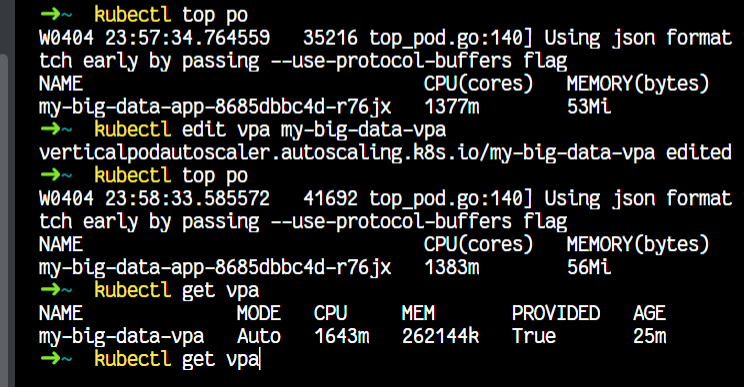 →~ kubectl top po
W0404 23:57:34.764559 35216 top_pod.go:140] Using json format
tch early by passing --use-protocol-buffers flag
NAME CPU(cores) MEMORY(bytes)
my-big-data-app-8685dbbc4d-r76jx 1377m 53Mi
→~ kubectl edit vpa my-big-data-vpa
verticalpodautoscaler.autoscaling.k8s.io/my-big-data-vpa edited
→~ kubectl top po
W0404 23:58:33.585572 41692 top_pod.go:140] Using json format
tch early by passing --use-protocol-buffers flag
NAME CPU(cores) MEMORY(bytes)
my-big-data-app-8685dbbc4d-r76jx 1383m 56Mi
→~ kubectl get vpa
NAME MODE CPU MEM PROVIDED AGE
my-big-data-vpa Auto 1643m 262144k True 25m
→~ kubectl get vpa